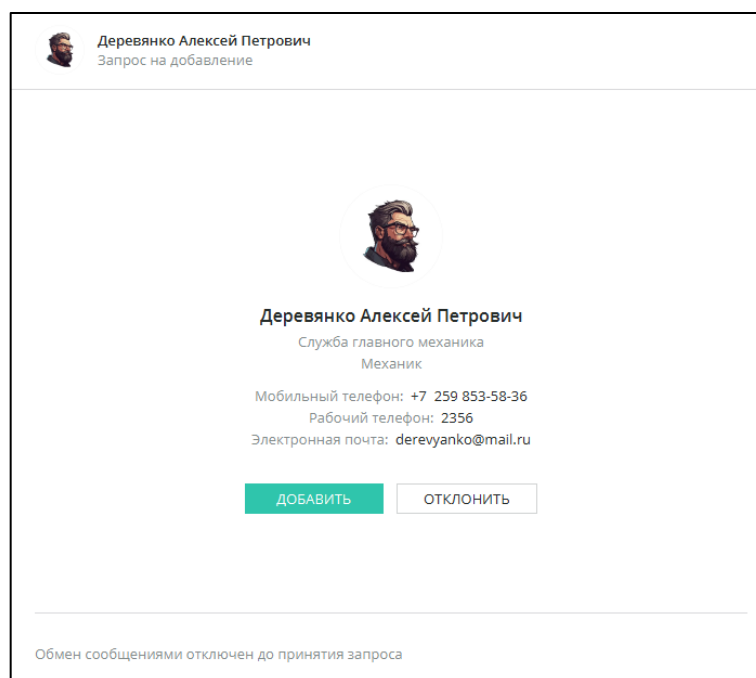 Деревянко Алексей Петрович
Запрос на добавление
Деревянко Алексей Петрович
Служба главного механика
Механик
Мобильный телефон: +7 259 853-58-36
Рабочий телефон: 2356
Электронная почта: derevyanko@mail.ru
ДОБАВИТЬ ОТКЛОНИТЬ
Обмен сообщениями отключен до принятия запроса